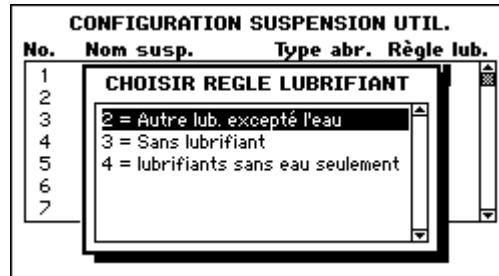 CONFIGURATION SUSPENSION UTIL.
No. Nom susp. Type abr. Règle lub.
1
CHOISIR REGLE LUBRIFIANT
2
3
4
5
6
7
2 = Autre lub. excepté l'eau
3 = Sans lubrifiant
4 = lubrifiants sans eau seulement